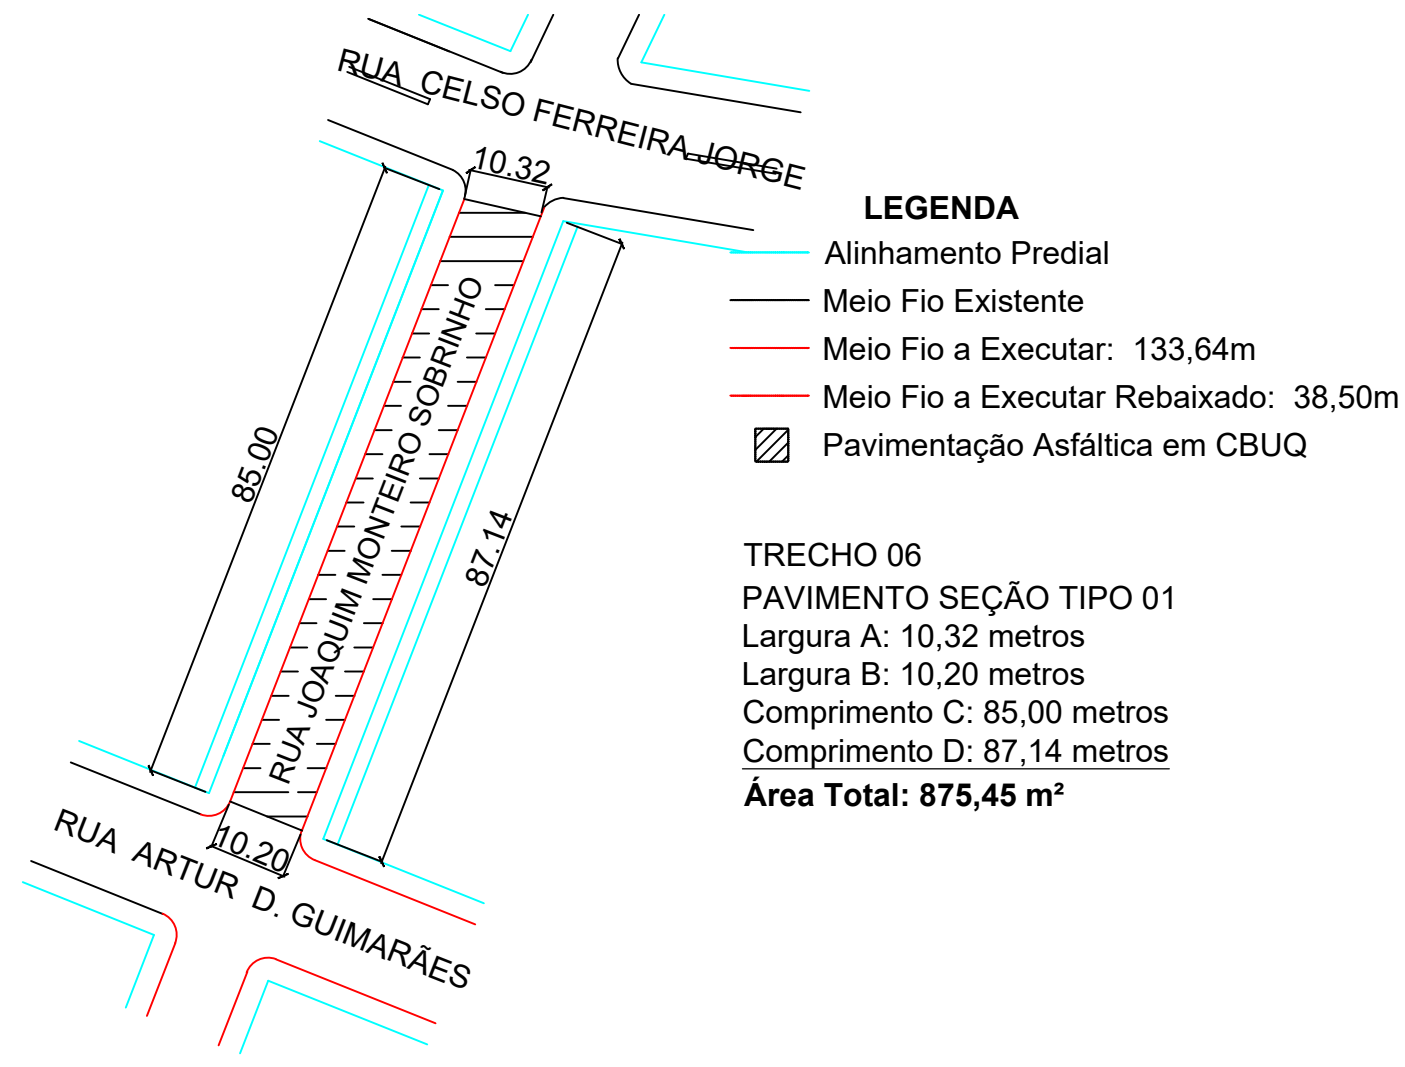 RUA CELSO FERREIRA JORGE
10.32
LEGENDA
Alinhamento Predial
Meio Fio Existente
Meio Fio a Executar: 133,64m
Meio Fio a Executar Rebaixado: 38,50m
Pavimentação Asfáltica em CBUQ
RUA JOAQUIM MONTEIRO SOBRINHO
85.00
87.14
TRECHO 06
PAVIMENTO SEÇÃO TIPO 01
Largura A: 10,32 metros
Largura B: 10,20 metros
Comprimento C: 85,00 metros
Comprimento D: 87,14 metros
Área Total: 875,45 m²
10.20
RUA ARTUR D. GUIMARÃES